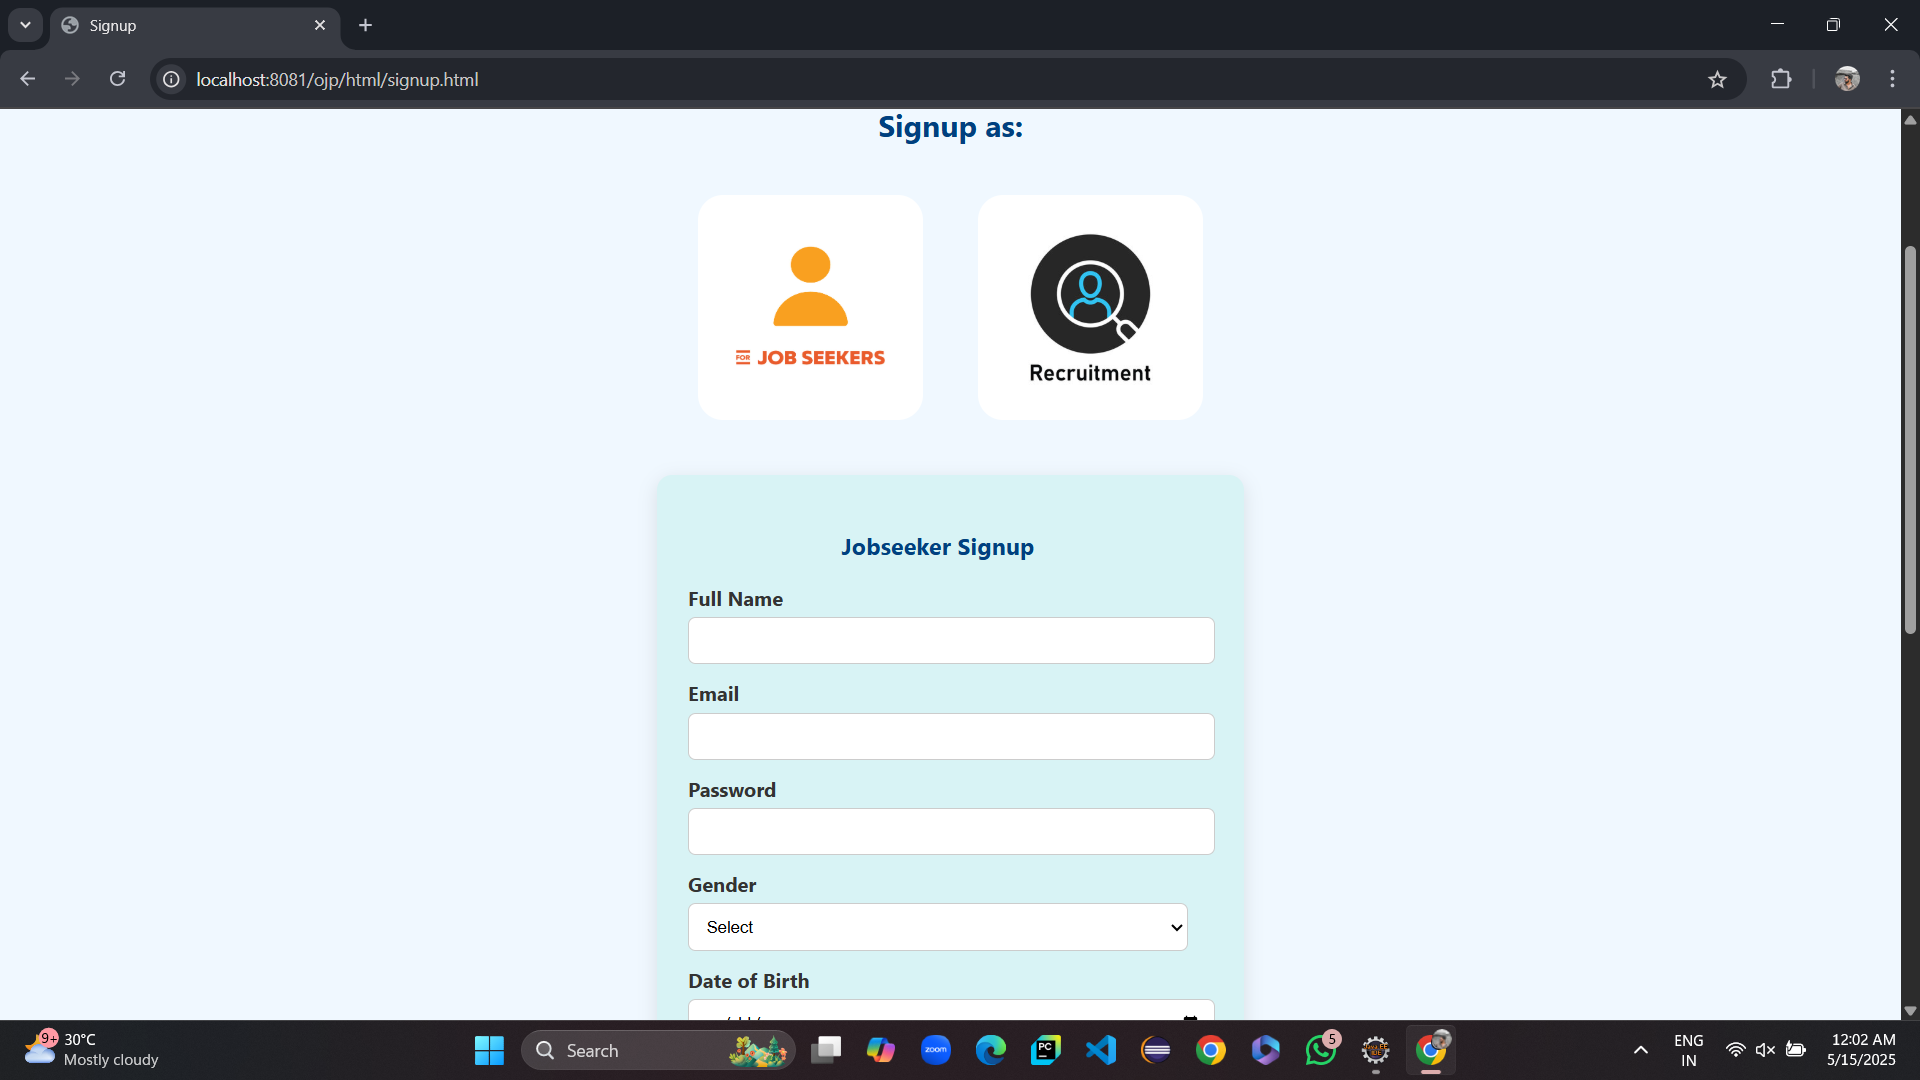 Signup
localhost:8081/ojp/html/signup.html
Signup as:
FOR JOB SEEKERS
Recruitment
Jobseeker Signup
Full Name
Email
Password
Gender
Select
Date of Birth
9+
30°C
Mostly cloudy
Search
zoom
PC
5
ENG
IN
12:02 AM
5/15/2025